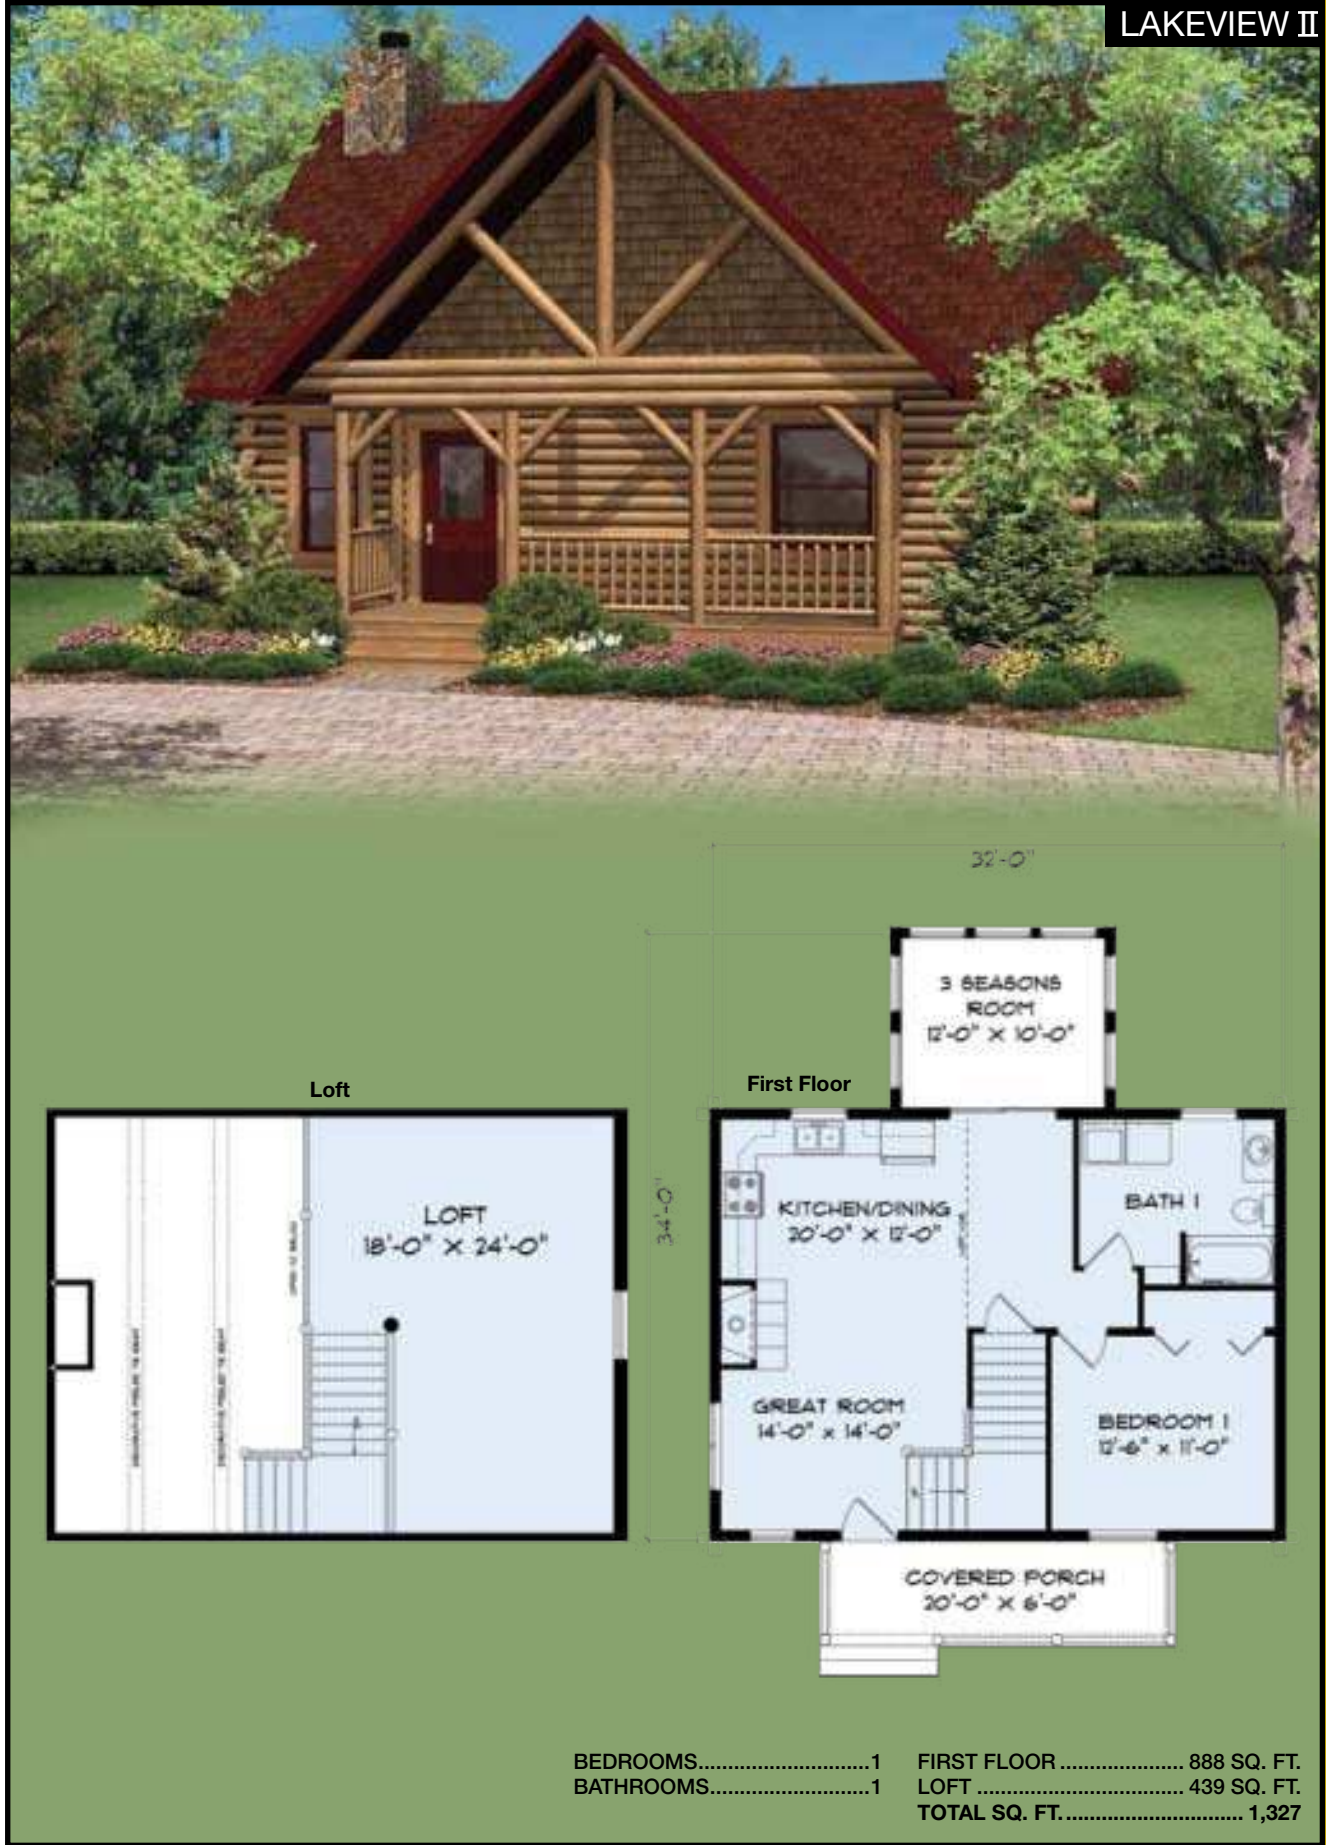 LAKEVIEW II
32'-0"
3 SEASONS
ROOM
12'-0" X 10'-0"
Loft
First Floor
34'-0"
LOFT
18'-0" X 24'-0"
OPEN TO BELOW
KITCHEN/DINING
20'-0" X 12'-0"
BATH 1
GREAT ROOM
14'-0" x 14'-0"
BEDROOM 1
12'-6" x 11'-0"
COVERED PORCH
20'-0" X 6'-0"
BEDROOMS.............................1
BATHROOMS...........................1
FIRST FLOOR ..................... 888 SQ. FT.
LOFT ................................... 439 SQ. FT.
TOTAL SQ. FT. .............................. 1,327